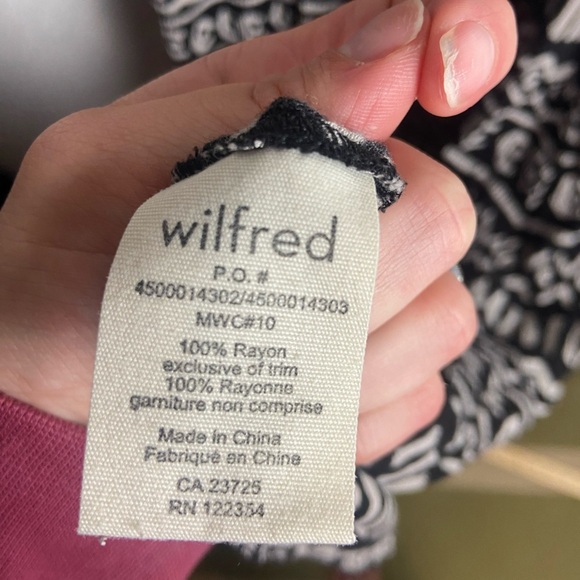 wilfred
P.O. #
4500014302/4500014303
MWC#10
100% Rayon
exclusive of trim
100% Rayonne
garniture non comprise
Made in China
Fabriqué en Chine
CA 23725
RN 122354